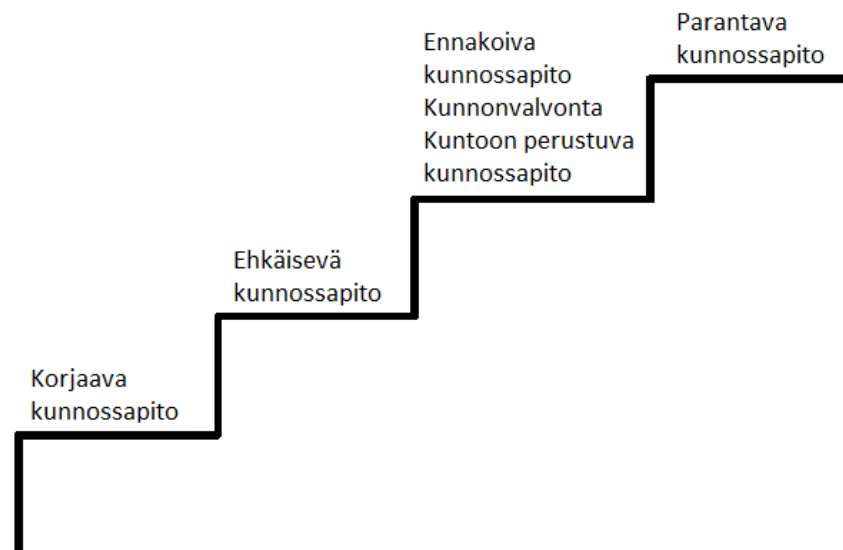 Parantava
kunnossapito
Ennakoiva
kunnossapito
Kunnonvalvonta
Kuntoon perustuva
kunnossapito
Ehkäisevä
kunnossapito
Korjaava
kunnossapito